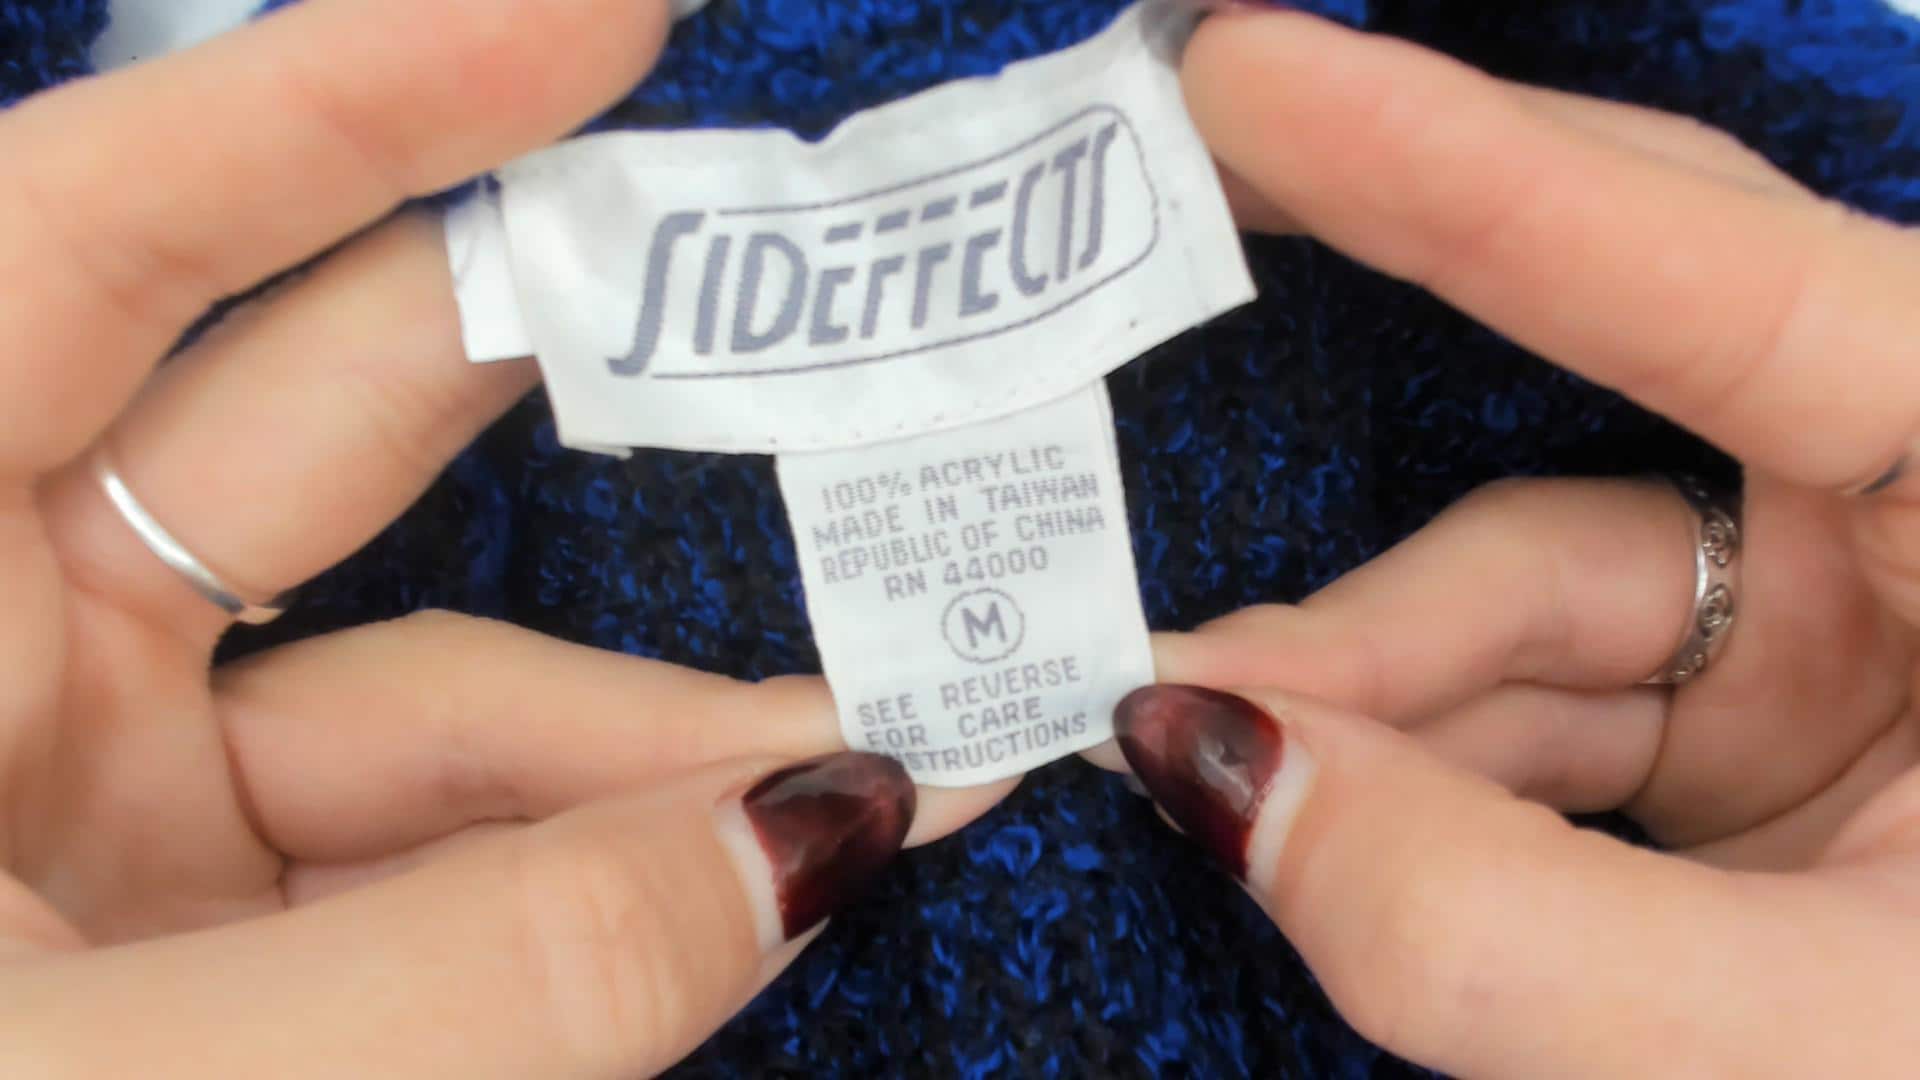 SIDEFFECTS
100% ACRYLIC
MADE IN TAIWAN
REPUBLIC OF CHINA
RN 44000
M
SEE REVERSE
FOR CARE
INSTRUCTIONS